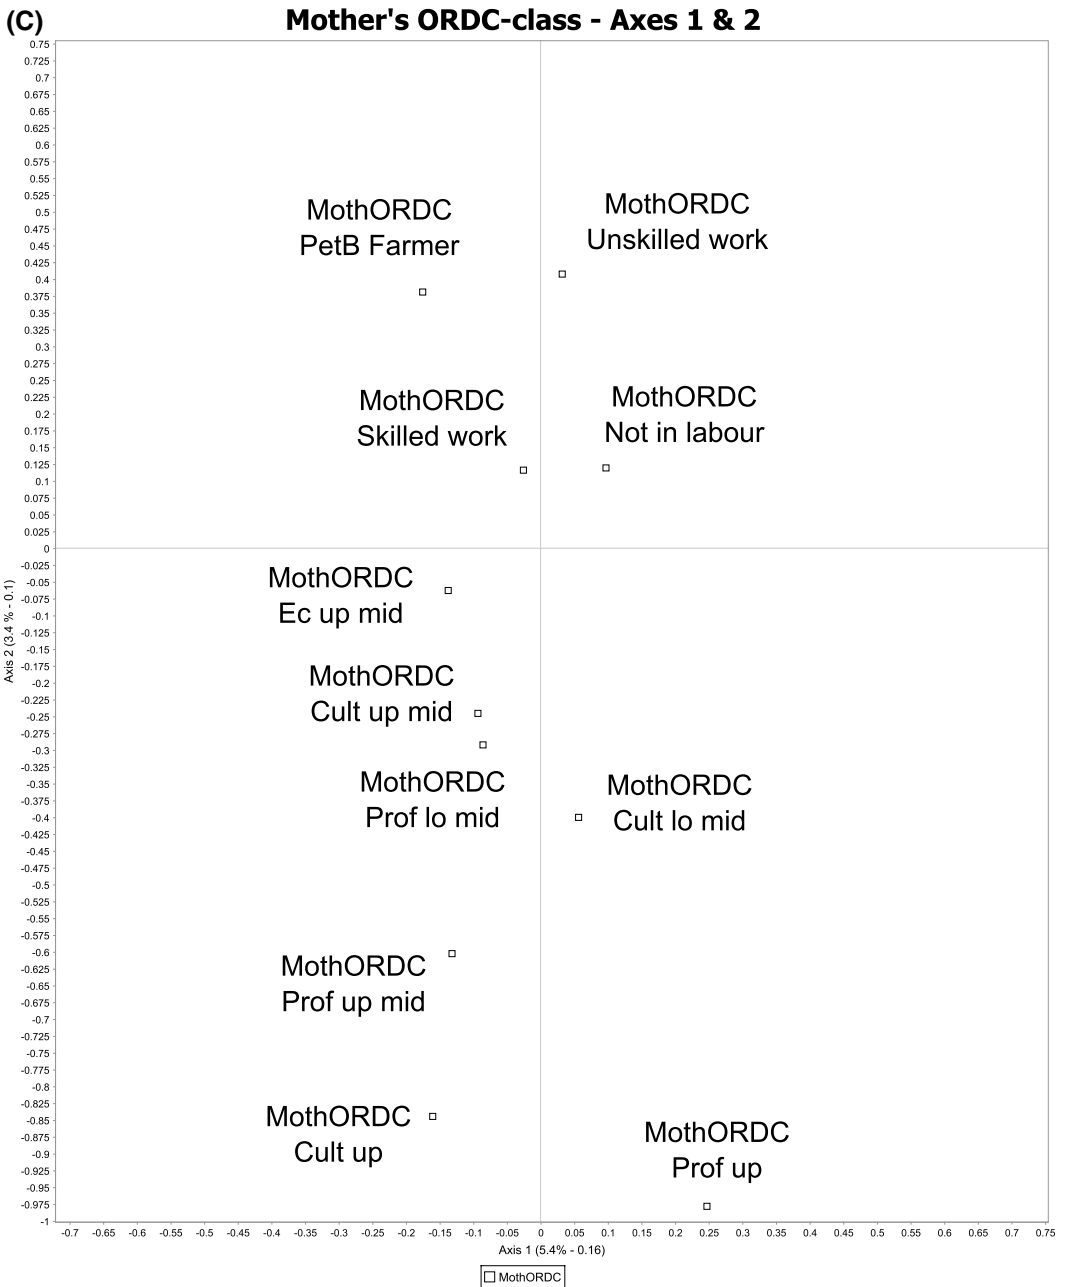 (C)
Mother's ORDC-class - Axes 1 & 2
0.75
0.725
0.7
0.675
0.65
0.625
0.6
0.575
0.55
0.525
0.5
0.475
0.45
0.425
0.4
0.375
0.35
0.325
0.3
0.275
0.25
0.225
0.2
0.175
0.15
0.125
0.1
0.075
0.05
0.025
0
-0.025
-0.05
-0.075
-0.1
-0.125
-0.15
-0.175
-0.2
-0.225
-0.25
-0.275
-0.3
-0.325
-0.35
-0.375
-0.4
-0.425
-0.45
-0.475
-0.5
-0.525
-0.55
-0.575
-0.6
-0.625
-0.65
-0.675
-0.7
-0.725
-0.75
-0.775
-0.8
-0.825
-0.85
-0.875
-0.9
-0.925
-0.95
-0.975
-1
Axis 2 (3.4 % - 0.1)
MothORDC
PetB Farmer
MothORDC
Unskilled work
MothORDC
Skilled work
MothORDC
Not in labour
MothORDC
Ec up mid
MothORDC
Cult up mid
MothORDC
Prof lo mid
MothORDC
Cult lo mid
MothORDC
Prof up mid
MothORDC
Cult up
MothORDC
Prof up
-0.7 -0.65 -0.6 -0.55 -0.5 -0.45 -0.4 -0.35 -0.3 -0.25 -0.2 -0.15 -0.1 -0.05 0 0.05 0.1 0.15 0.2 0.25 0.3 0.35 0.4 0.45 0.5 0.55 0.6 0.65 0.7 0.75
Axis 1 (5.4% - 0.16)
MothORDC